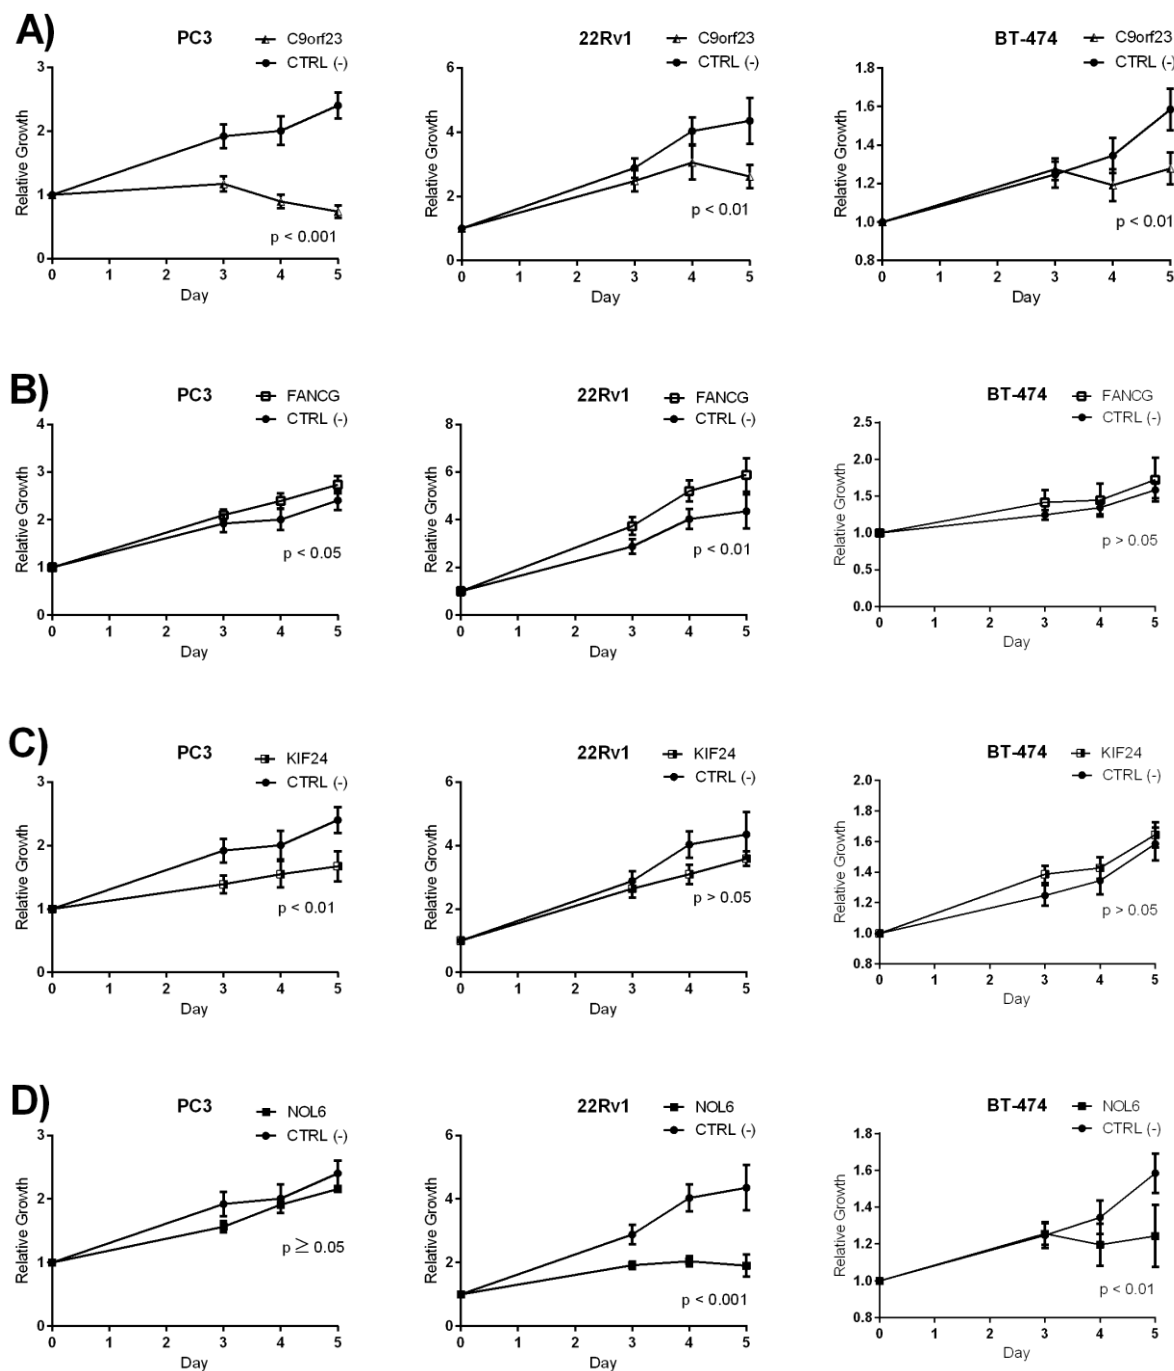 A)
PC3
C9orf23
CTRL (-)
Relative Growth
3
2
1
0
p < 0.001
0 1 2 3 4 5
Day
22Rv1
C9orf23
CTRL (-)
Relative Growth
6
4
2
0
p < 0.01
0 1 2 3 4 5
Day
BT-474
C9orf23
CTRL (-)
Relative Growth
1.8
1.6
1.4
1.2
1.0
0.8
p < 0.01
0 1 2 3 4 5
Day
B)
PC3
FANCG
CTRL (-)
Relative Growth
4
3
2
1
0
p < 0.05
0 1 2 3 4 5
Day
22Rv1
FANCG
CTRL (-)
Relative Growth
8
6
4
2
0
p < 0.01
0 1 2 3 4 5
Day
BT-474
FANCG
CTRL (-)
Relative Growth
2.5
2.0
1.5
1.0
0.5
0.0
p > 0.05
0 1 2 3 4 5
Day
C)
PC3
KIF24
CTRL (-)
Relative Growth
3
2
1
0
p < 0.01
0 1 2 3 4 5
Day
22Rv1
KIF24
CTRL (-)
Relative Growth
6
4
2
0
p > 0.05
0 1 2 3 4 5
Day
BT-474
KIF24
CTRL (-)
Relative Growth
2.0
1.8
1.6
1.4
1.2
1.0
0.8
p > 0.05
0 1 2 3 4 5
Day
D)
PC3
NOL6
CTRL (-)
Relative Growth
3
2
1
0
p ≥ 0.05
0 1 2 3 4 5
Day
22Rv1
NOL6
CTRL (-)
Relative Growth
6
4
2
0
p < 0.001
0 1 2 3 4 5
Day
BT-474
NOL6
CTRL (-)
Relative Growth
1.8
1.6
1.4
1.2
1.0
0.8
p < 0.01
0 1 2 3 4 5
Day